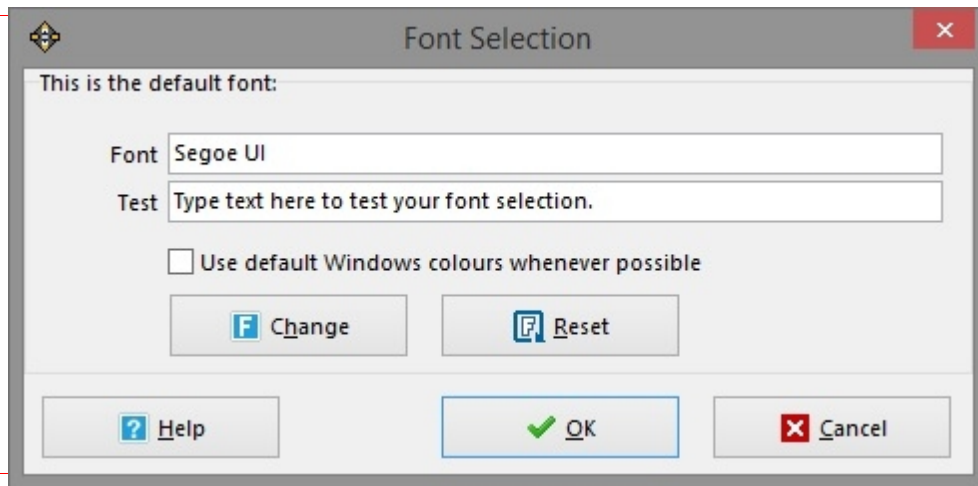 Font Selection
This is the default font:
Font Segoe UI
Test Type text here to test your font selection.
Use default Windows colours whenever possible
Change Reset
Help OK Cancel